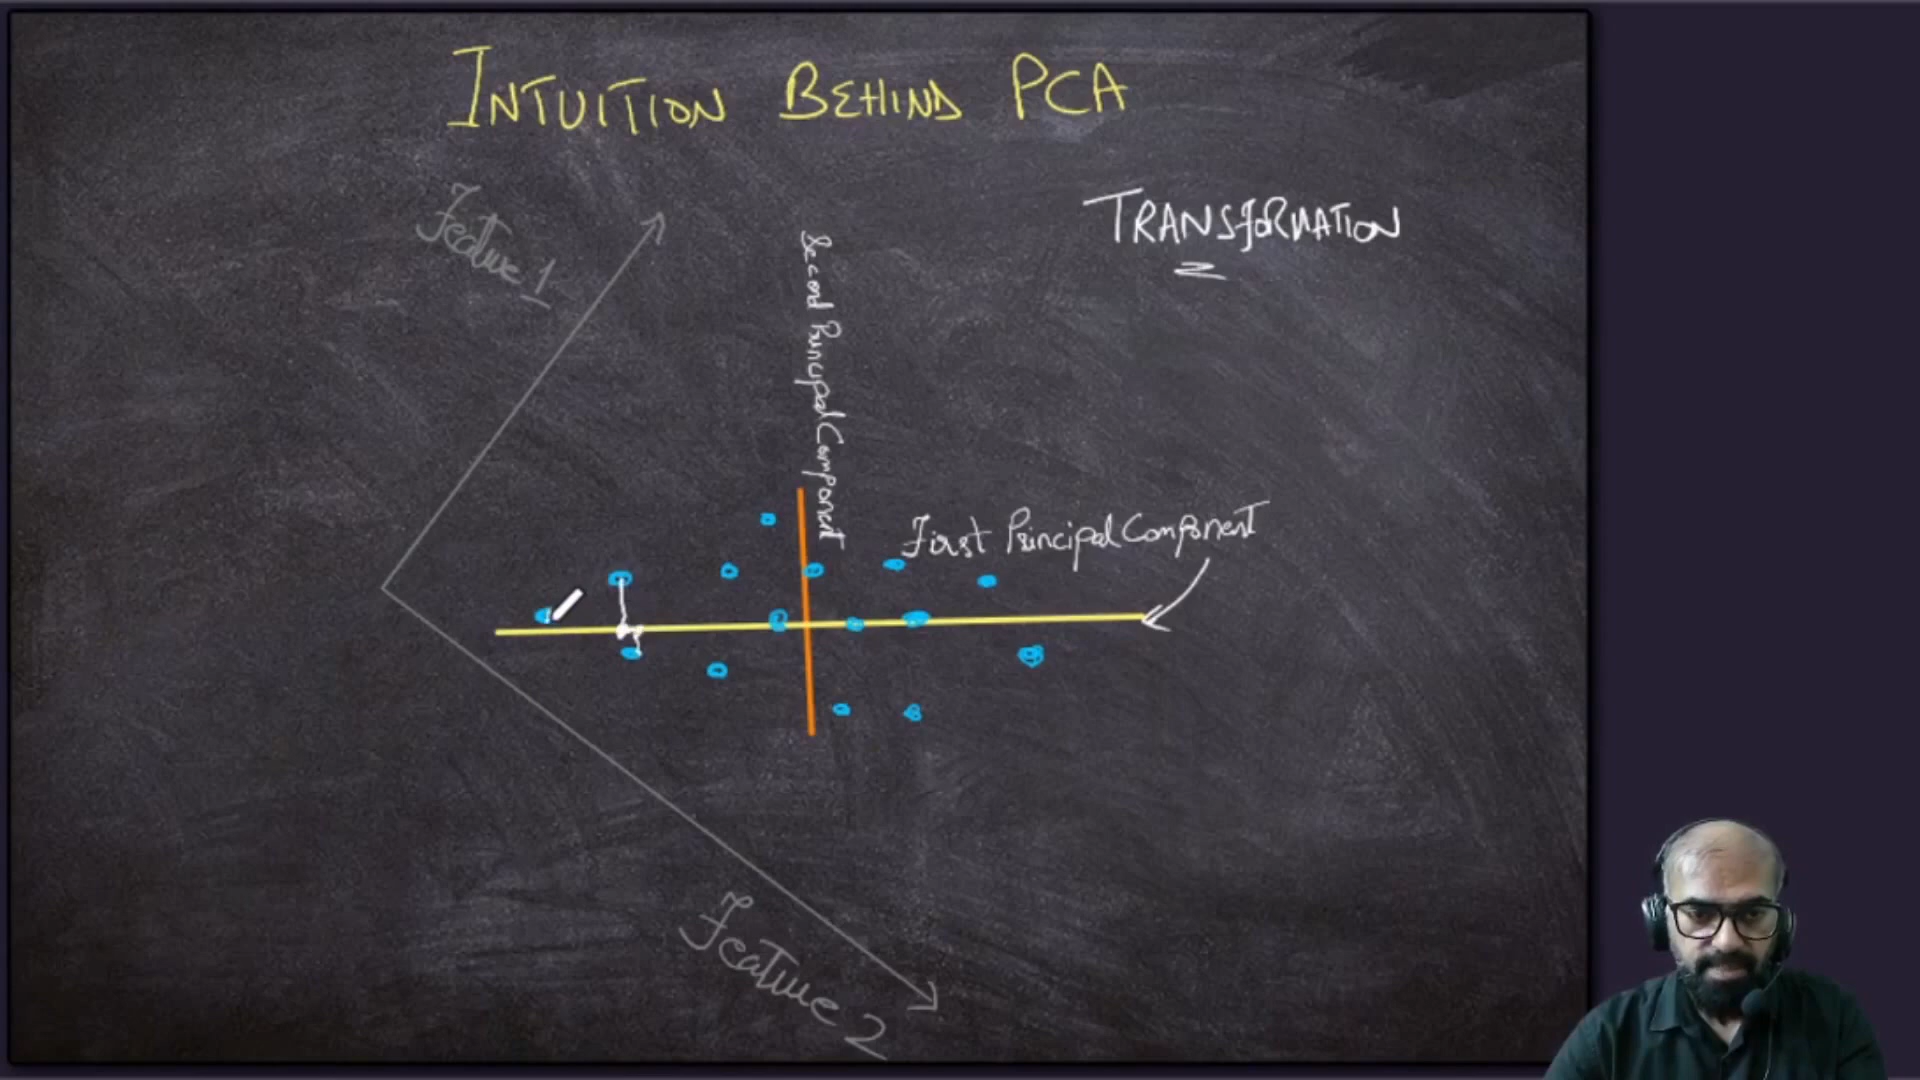 INTUITION BEHIND PCA
TRANSFORMATION
Feature 1
Second Principal Component
First Principal Component
Feature 2